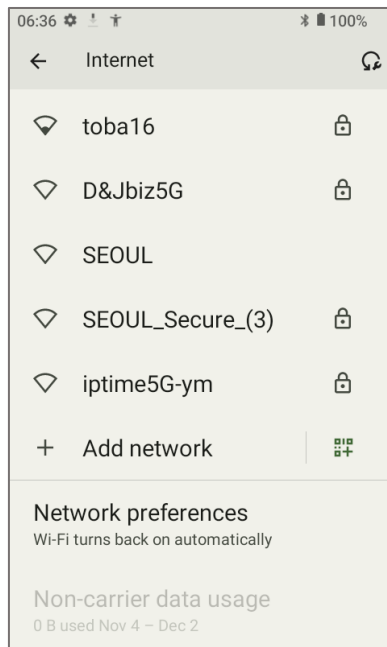 06:36 100%
Internet
toba16
D&Jbiz5G
SEOUL
SEOUL_Secure_(3)
iptime5G-ym
Add network
Network preferences
Wi-Fi turns back on automatically
Non-carrier data usage
0 B used Nov 4 – Dec 2